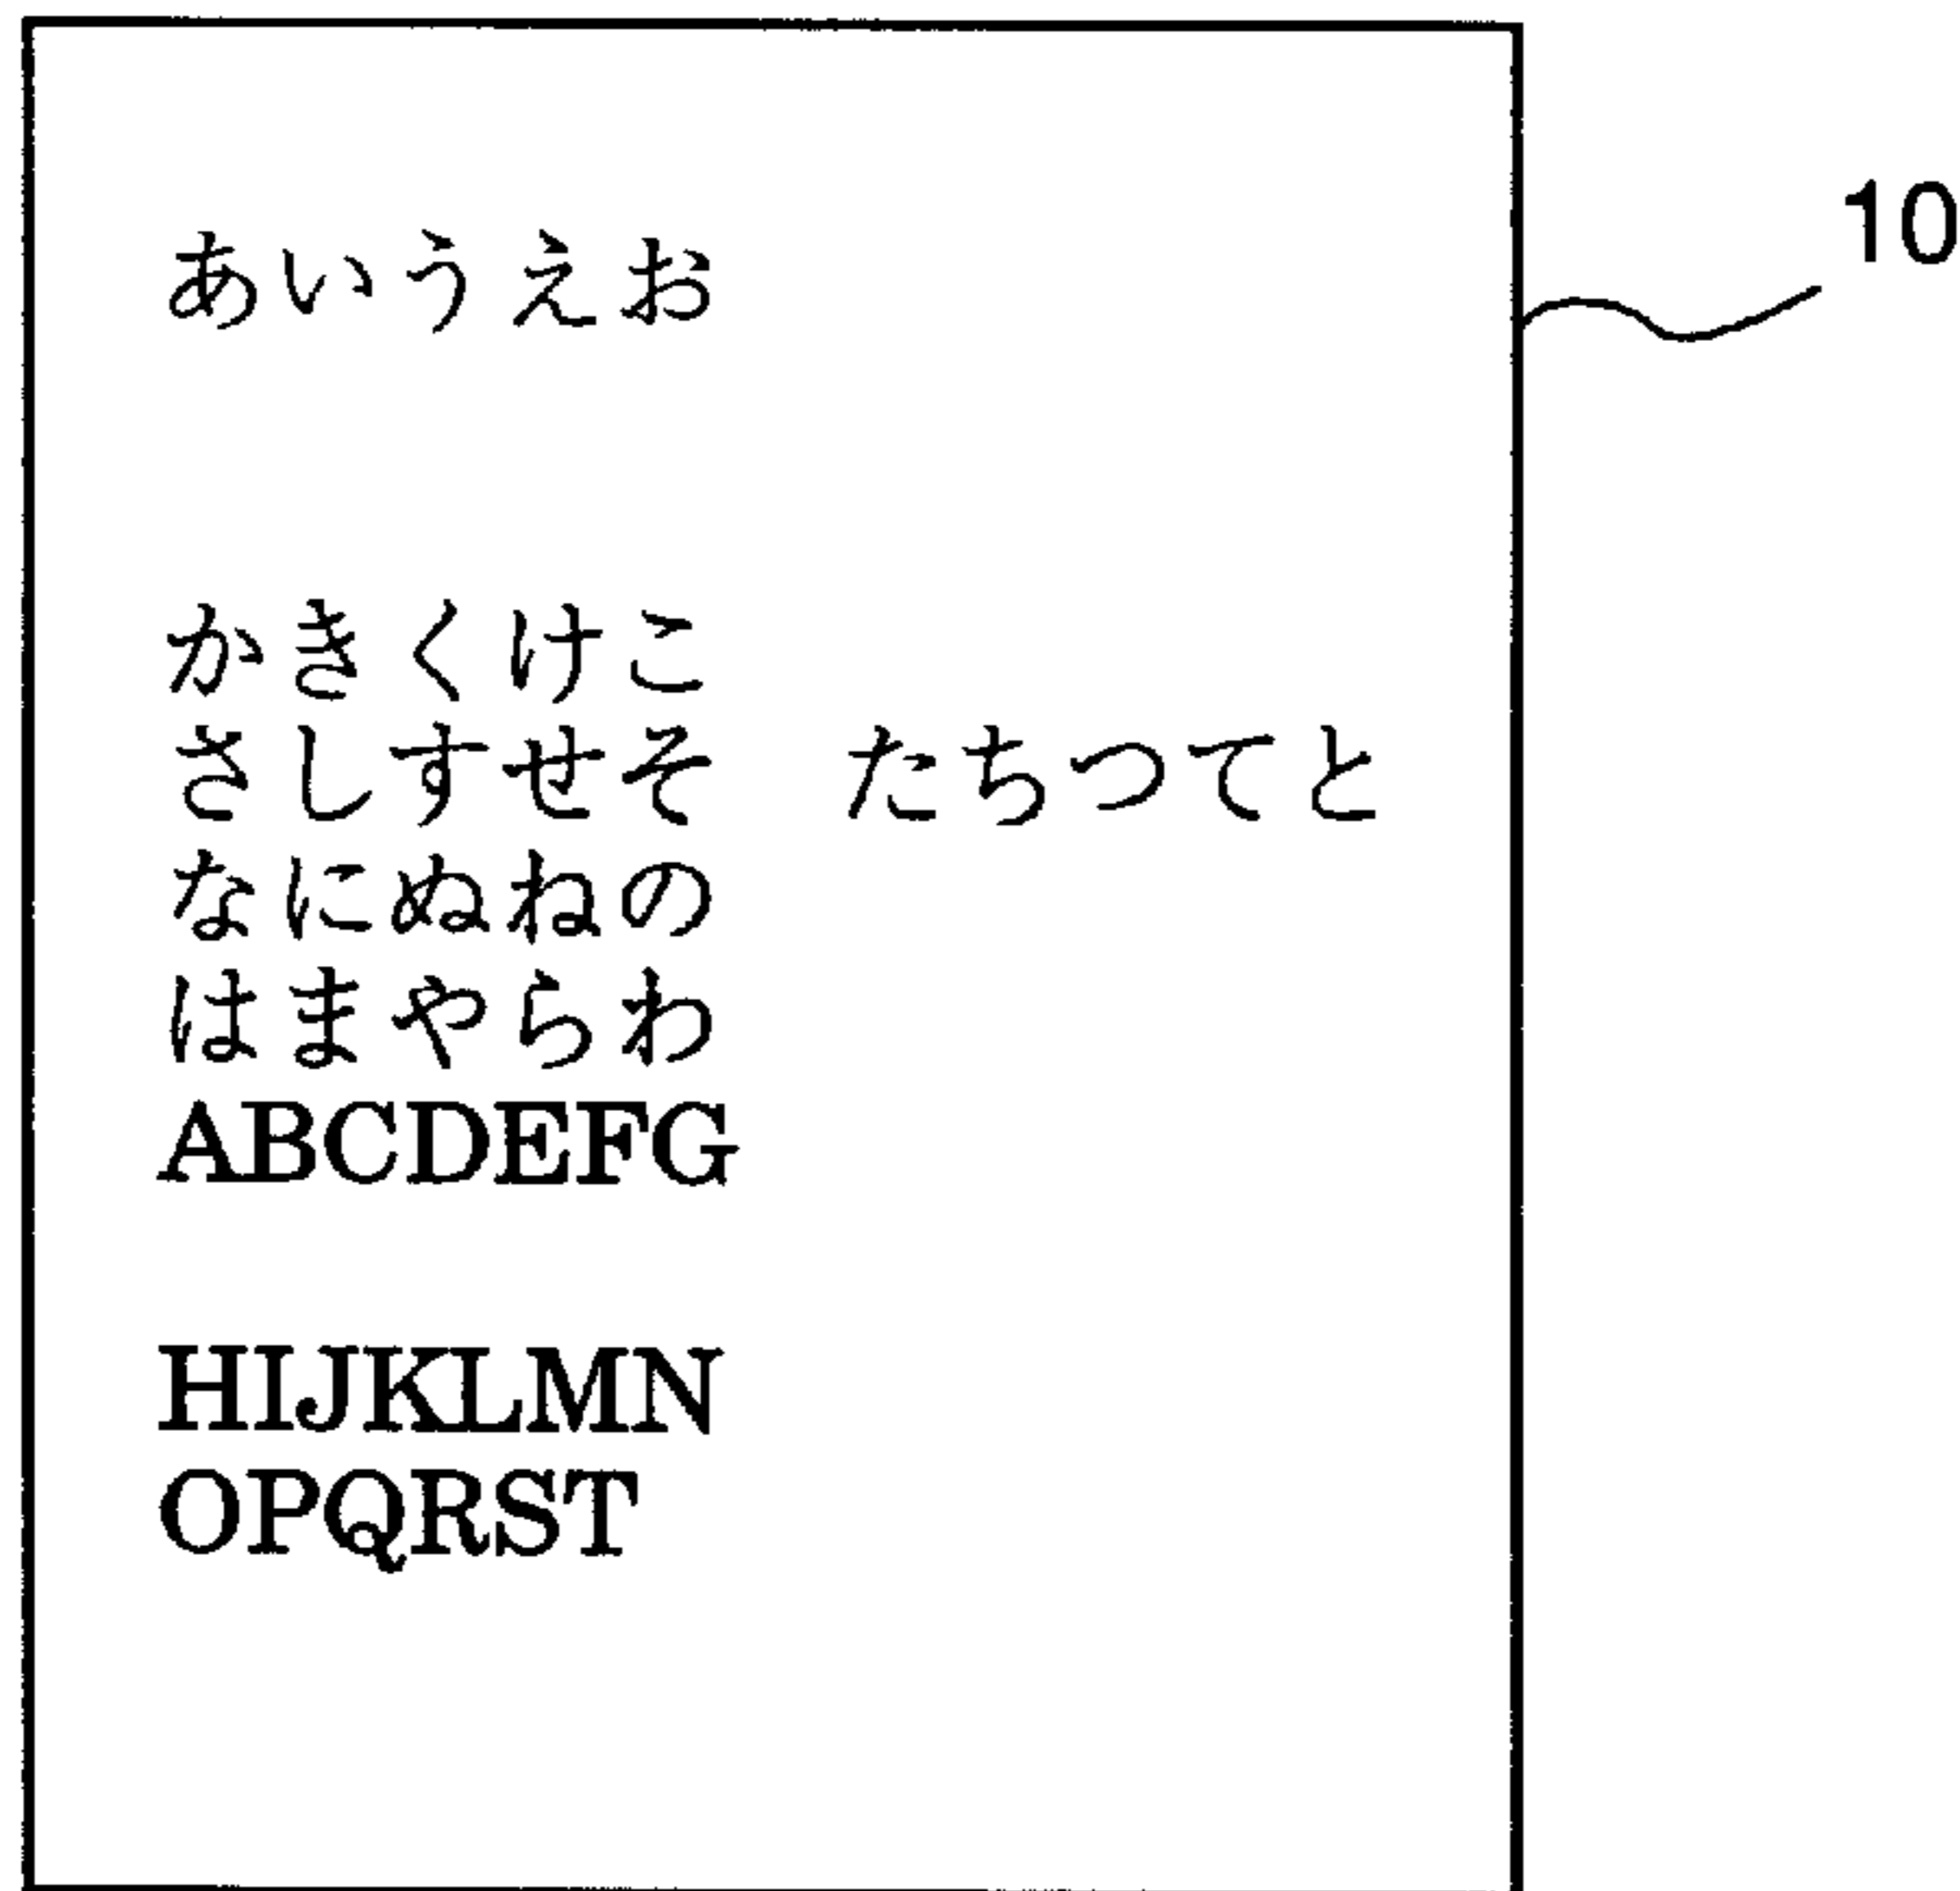 10
あいうえお
かきくけこ
さしすせそ　たちつてと
なにぬねの
はまやらわ
ABCDEFG
HIJKLMN
OPQRST